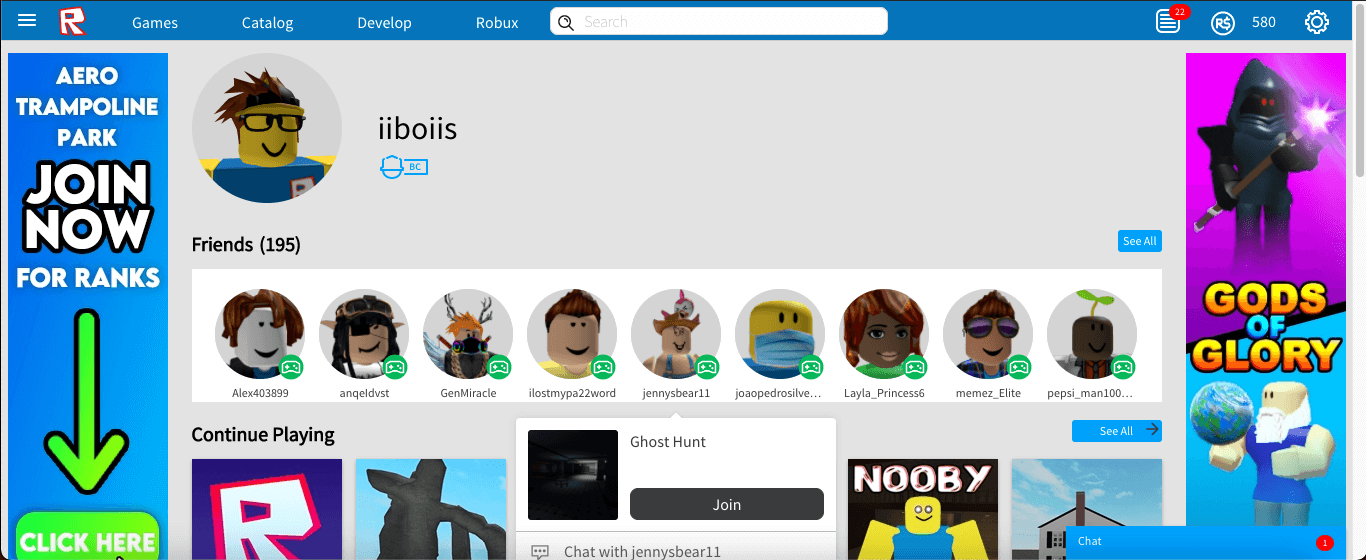 Games
Catalog
Develop
Robux
Search
22
R$
580
AERO
TRAMPOLINE
PARK
JOIN
NOW
FOR RANKS
CLICK HERE
iiboiis
BC
Friends (195)
See All
Alex403899
anqeldvst
GenMiracle
ilostmypa22word
jennysbear11
joaopedrosilve...
Layla_Princess6
memez_Elite
pepsi_man100...
Continue Playing
See All
R
Ghost Hunt
Join
Chat with jennysbear11
NOOBY
GODS
OF
GLORY
Chat
1